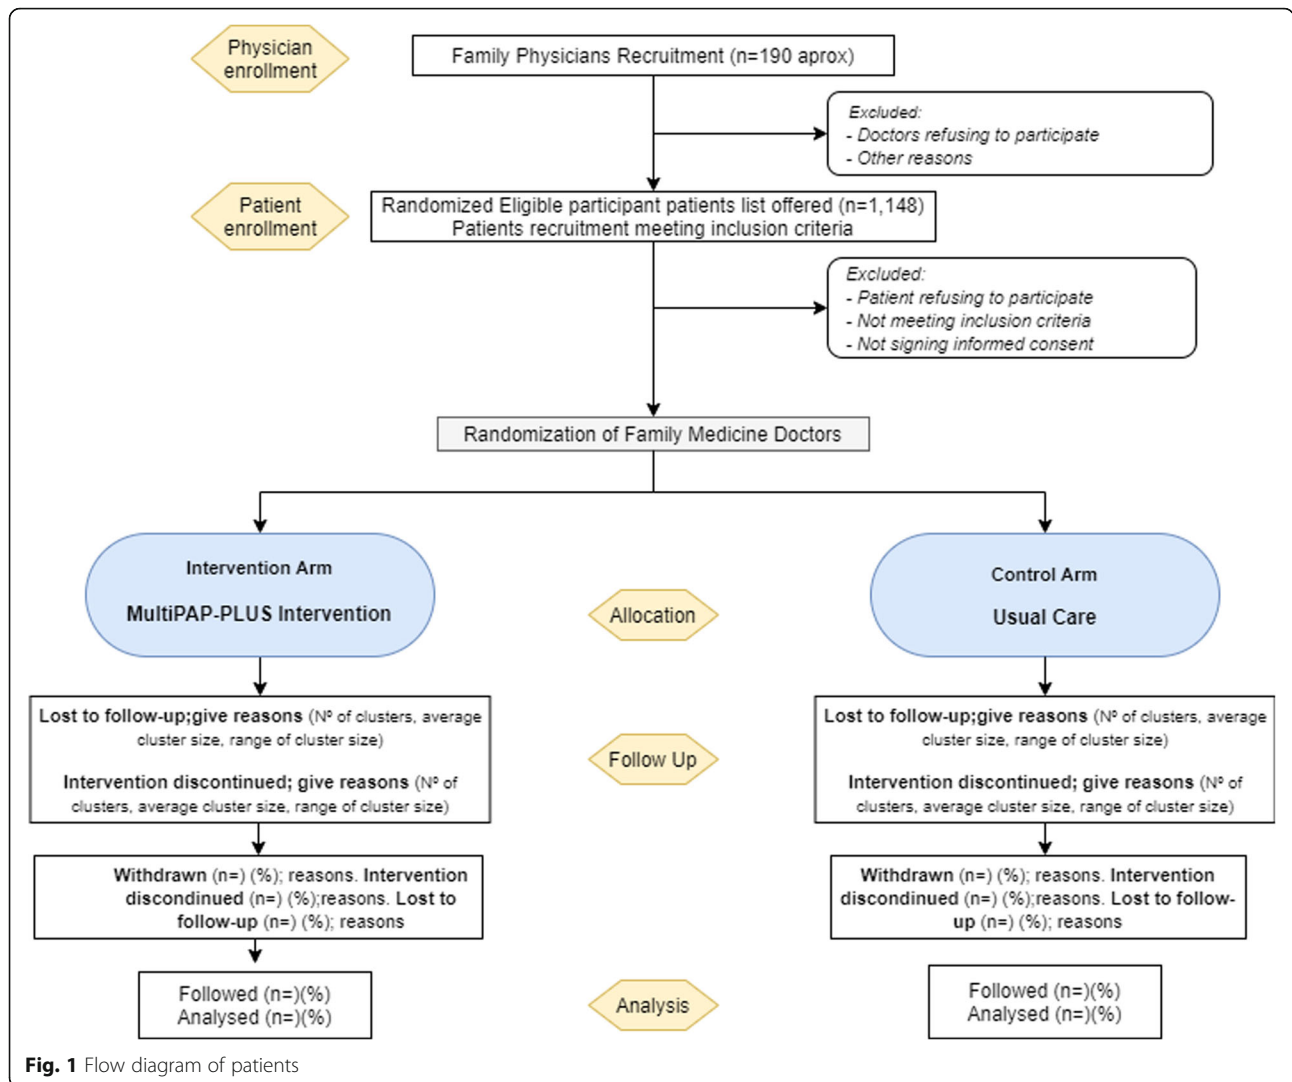 Physician
enrollment
Family Physicians Recruitment (n=190 aprox)
Excluded:
- Doctors refusing to participate
- Other reasons
Patient
enrollment
Randomized Eligible participant patients list offered (n=1,148)
Patients recruitment meeting inclusion criteria
Excluded:
- Patient refusing to participate
- Not meeting inclusion criteria
- Not signing informed consent
Randomization of Family Medicine Doctors
Intervention Arm
MultiPAP-PLUS Intervention
Allocation
Control Arm
Usual Care
Lost to follow-up;give reasons (Nº of clusters, average
cluster size, range of cluster size)
Intervention discontinued; give reasons (Nº of
clusters, average cluster size, range of cluster size)
Follow Up
Lost to follow-up;give reasons (Nº of clusters, average
cluster size, range of cluster size)
Intervention discontinued; give reasons (Nº of
clusters, average cluster size, range of cluster size)
Withdrawn (n=) (%); reasons. Intervention
discondinued (n=) (%);reasons. Lost to
follow-up (n=) (%); reasons
Withdrawn (n=) (%); reasons. Intervention
discontinued (n=) (%);reasons. Lost to follow-
up (n=) (%); reasons
Followed (n=)(%)
Analysed (n=)(%)
Analysis
Followed (n=)(%)
Analysed (n=)(%)
Fig. 1 Flow diagram of patients